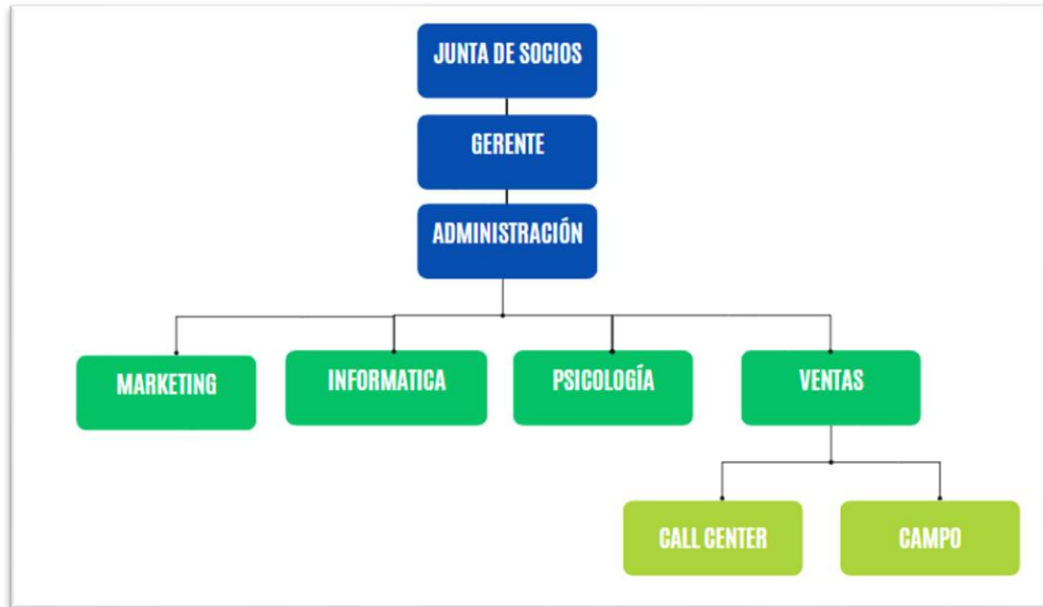 JUNTA DE SOCIOS
GERENTE
ADMINISTRACIÓN
MARKETING
INFORMATICA
PSICOLOGÍA
VENTAS
CALL CENTER
CAMPO